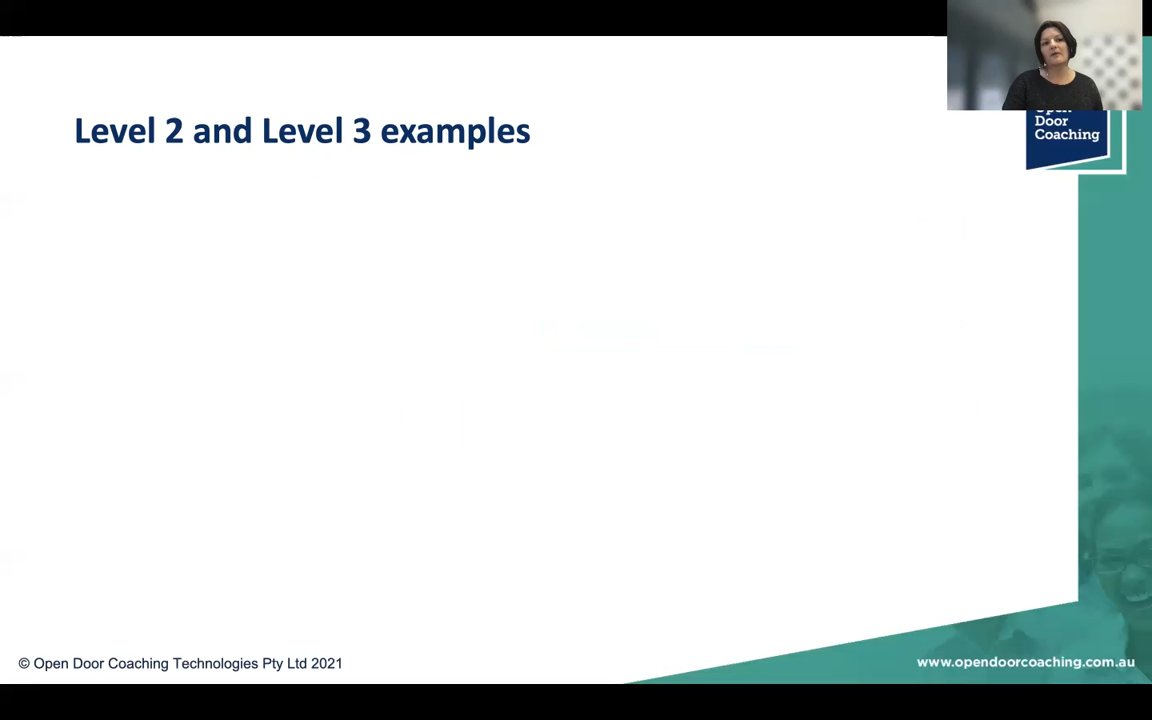 Level 2 and Level 3 examples
Open
Door
Coaching
© Open Door Coaching Technologies Pty Ltd 2021
www.opendoorcoaching.com.au